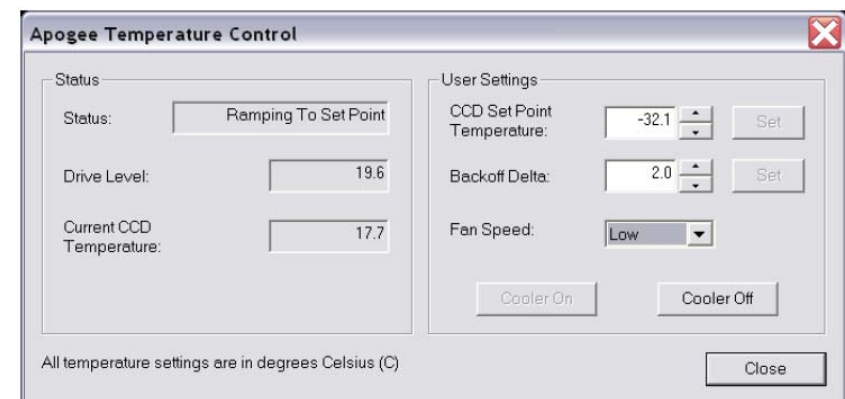 Apogee Temperature Control
Status
Status:
Ramping To Set Point
Drive Level:
19.6
Current CCD
Temperature:
17.7
User Settings
CCD Set Point
Temperature:
-32.1
Set
Backoff Delta:
2.0
Set
Fan Speed:
Low
Cooler On
Cooler Off
All temperature settings are in degrees Celsius (C)
Close